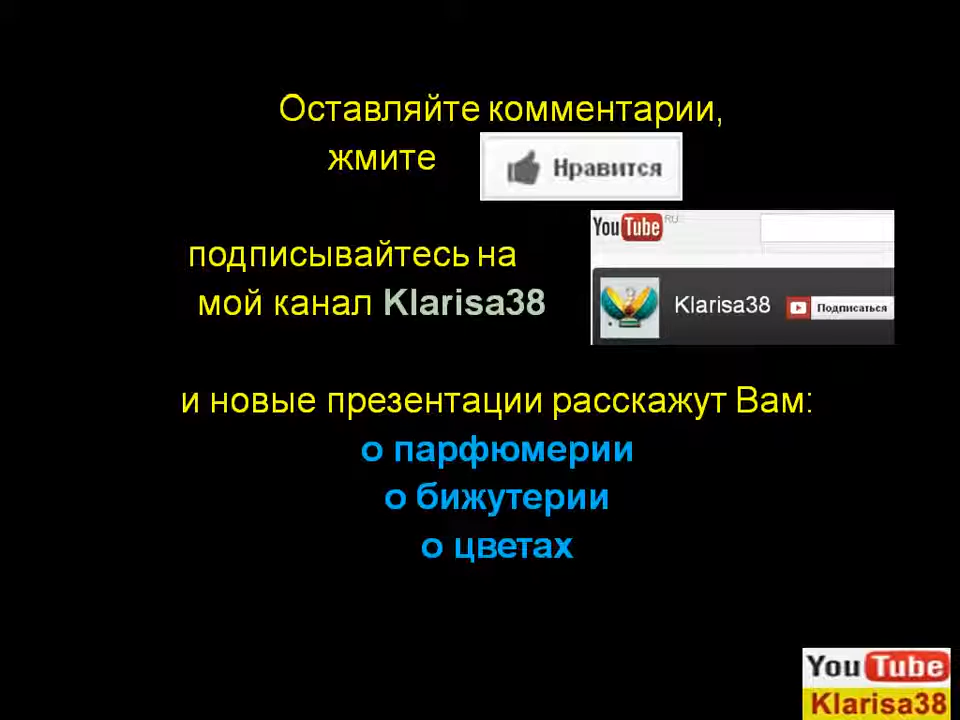 Оставляйте комментарии,
жмите
Нравится
YouTube RU
подписывайтесь на
мой канал Klarisa38
Klarisa38 Подписаться
и новые презентации расскажут Вам:
о парфюмерии
о бижутерии
о цветах
YouTube
Klarisa38